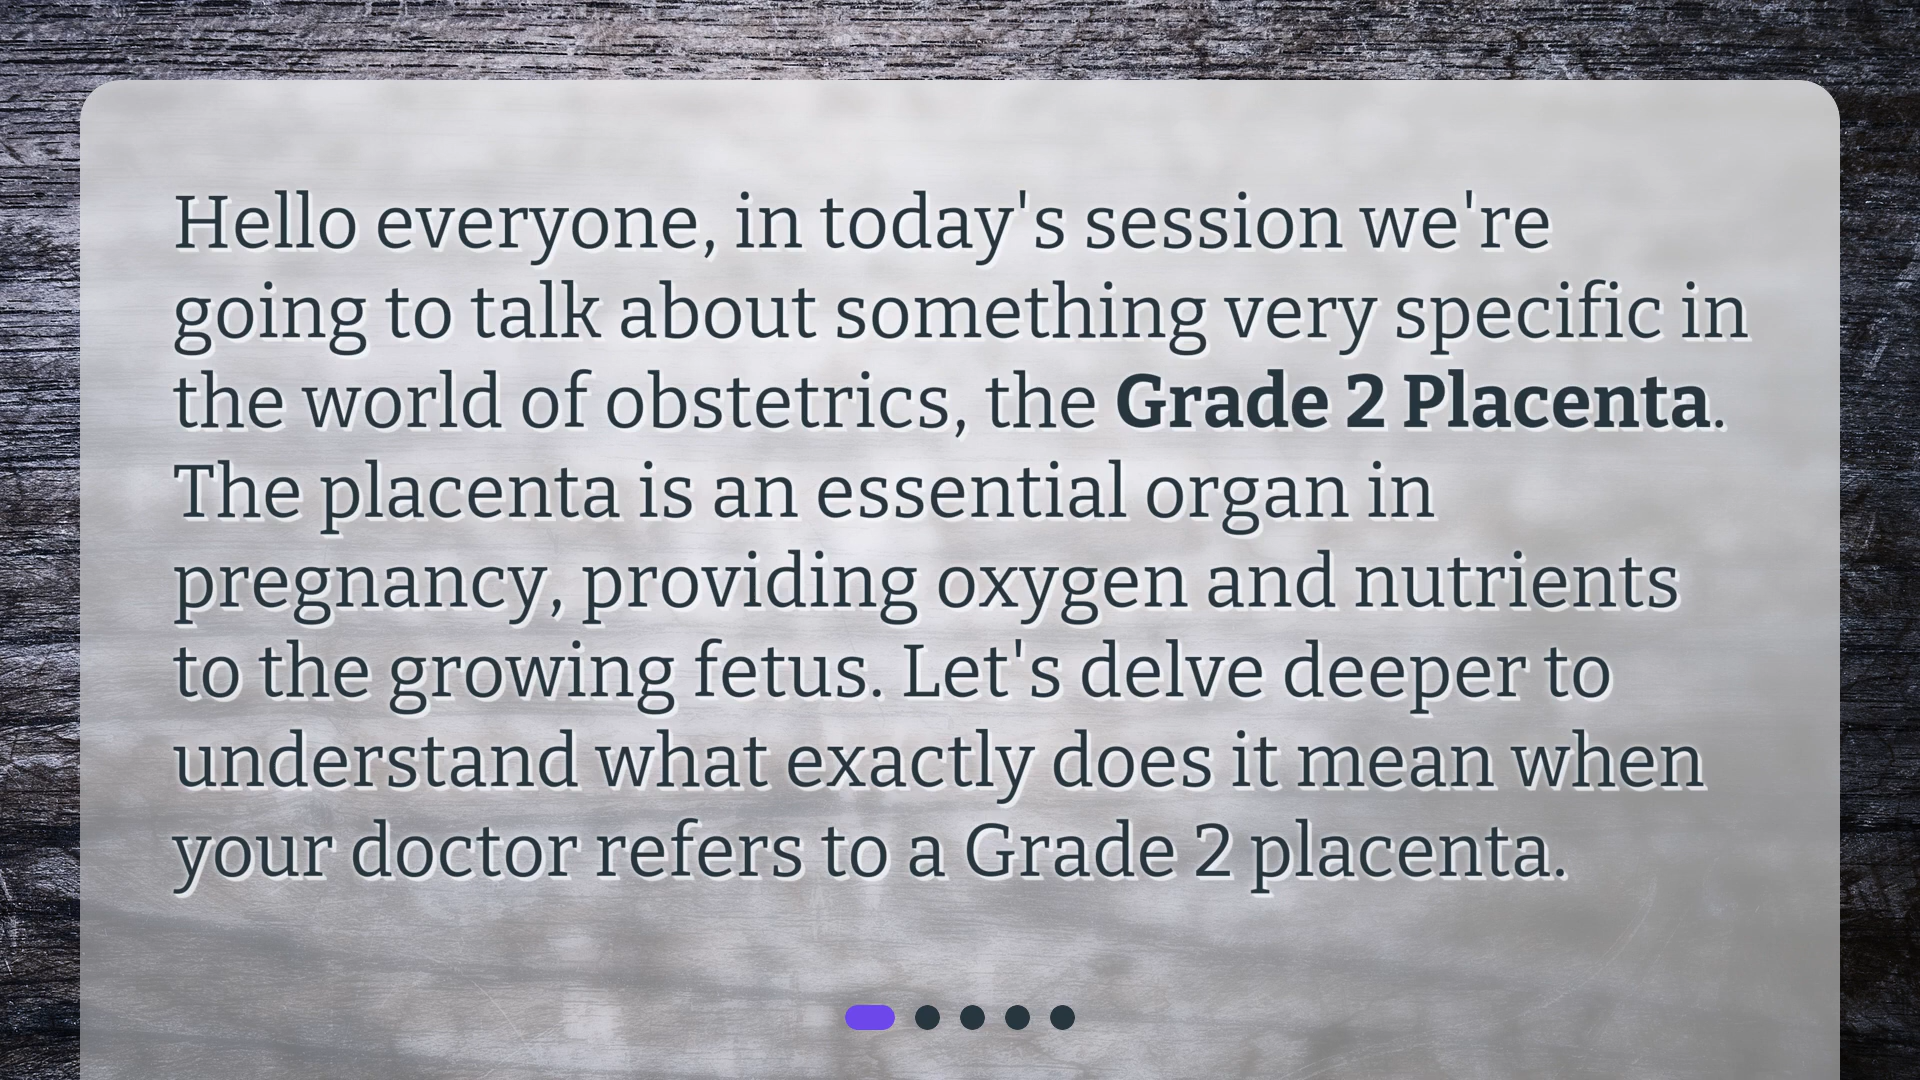 Hello everyone, in today's session we're
going to talk about something very specific in
the world of obstetrics, the Grade 2 Placenta.
The placenta is an essential organ in
pregnancy, providing oxygen and nutrients
to the growing fetus. Let's delve deeper to
understand what exactly does it mean when
your doctor refers to a Grade 2 placenta.